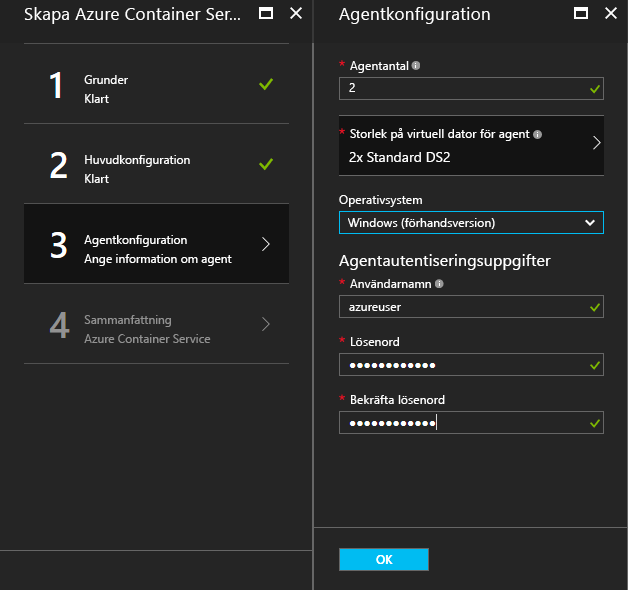 Skapa Azure Container Ser...
1
Grunder
Klart
2
Huvudkonfiguration
Klart
3
Agentkonfiguration
Ange information om agent
4
Sammanfattning
Azure Container Service
Agentkonfiguration
* Agentantal
2
* Storlek på virtuell dator för agent
2x Standard DS2
Operativsystem
Windows (förhandsversion)
Agentautentiseringsuppgifter
* Användarnamn
azureuser
* Lösenord
●●●●●●●●●●●●
* Bekräfta lösenord
●●●●●●●●●●●●
OK